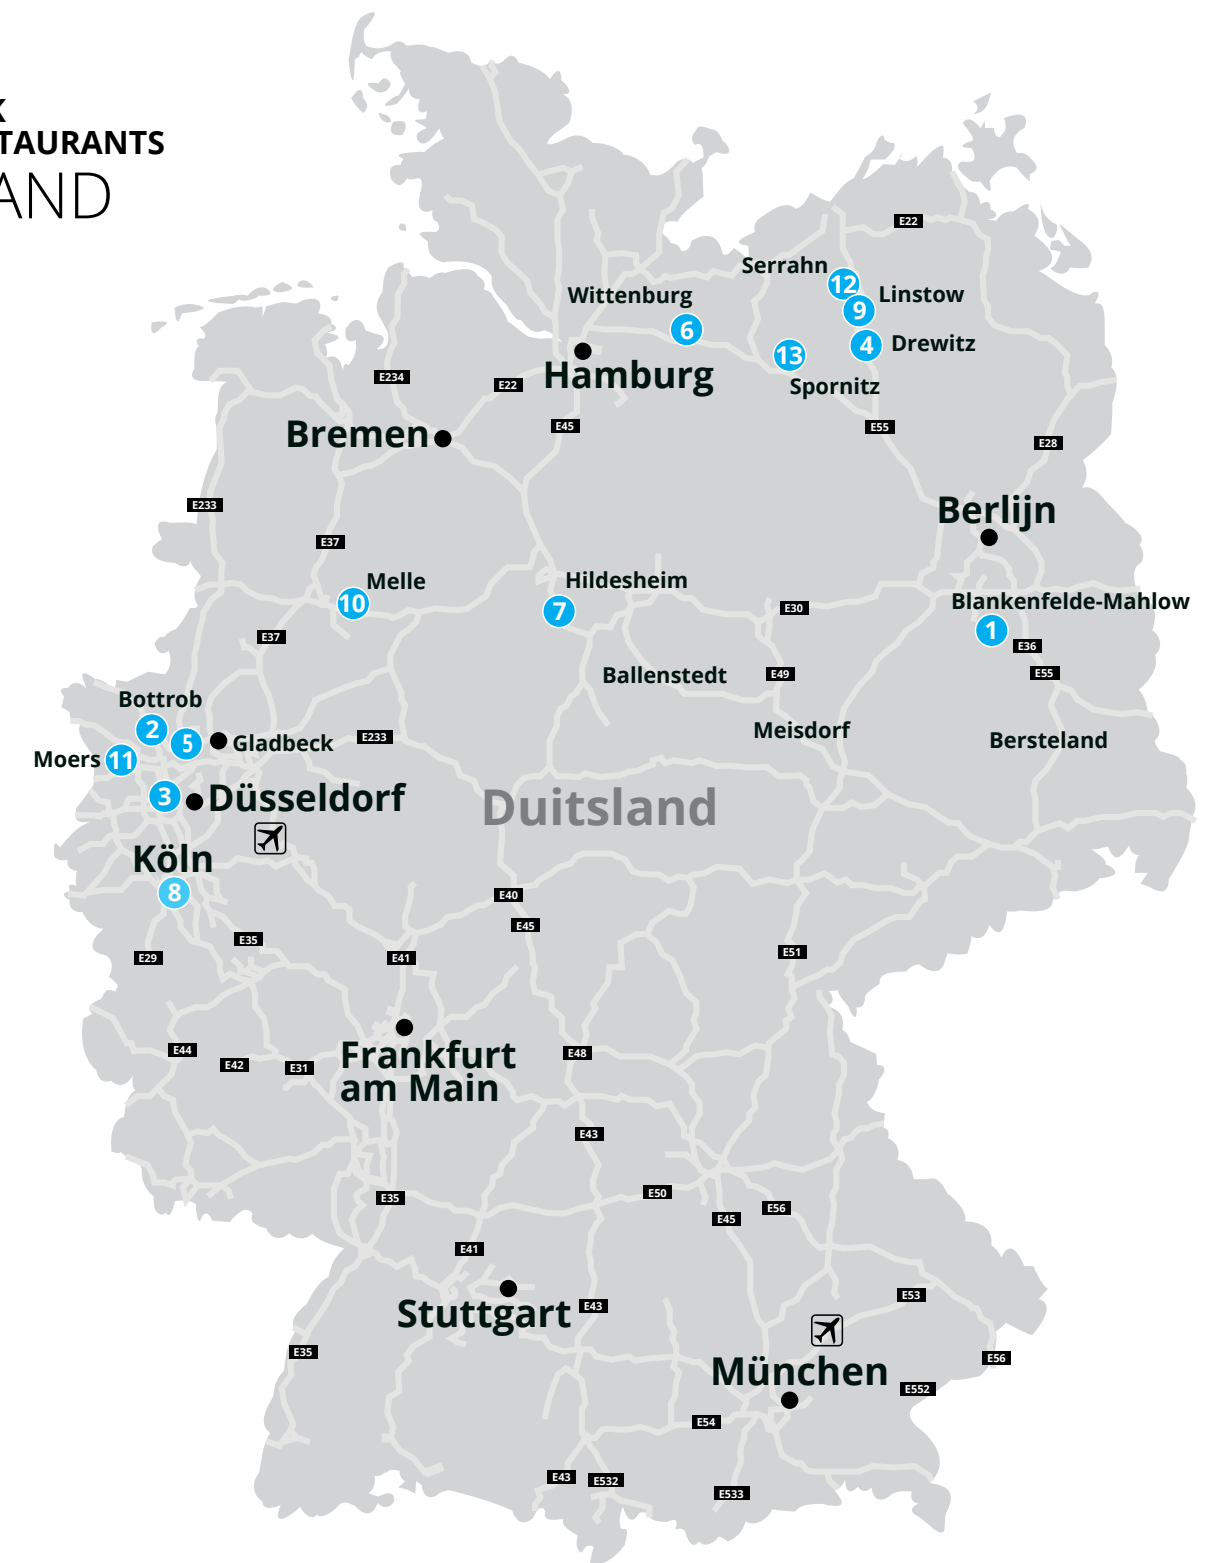 TAURANTS
AND
E22
Serrahn
12
Linstow
9
Wittenburg
6
13
4
Drewitz
Spornitz
Hamburg
E234
E22
E45
E55
Bremen
E28
E233
Berlijn
E37
Melle
10
Hildesheim
7
E30
Blankenfelde-Mahlow
1
E36
E37
Ballenstedt
E49
E55
Bottrob
2
5
Gladbeck
E233
Meisdorf
Bersteland
Moers
11
3
Düsseldorf
Duitsland
Köln
8
E40
E45
E35
E29
E41
E51
E44
E42
E31
Frankfurt
am Main
E48
E43
E35
E50
E45
E56
E41
Stuttgart
E43
E53
E35
München
E56
E552
E54
E43
E532
E533